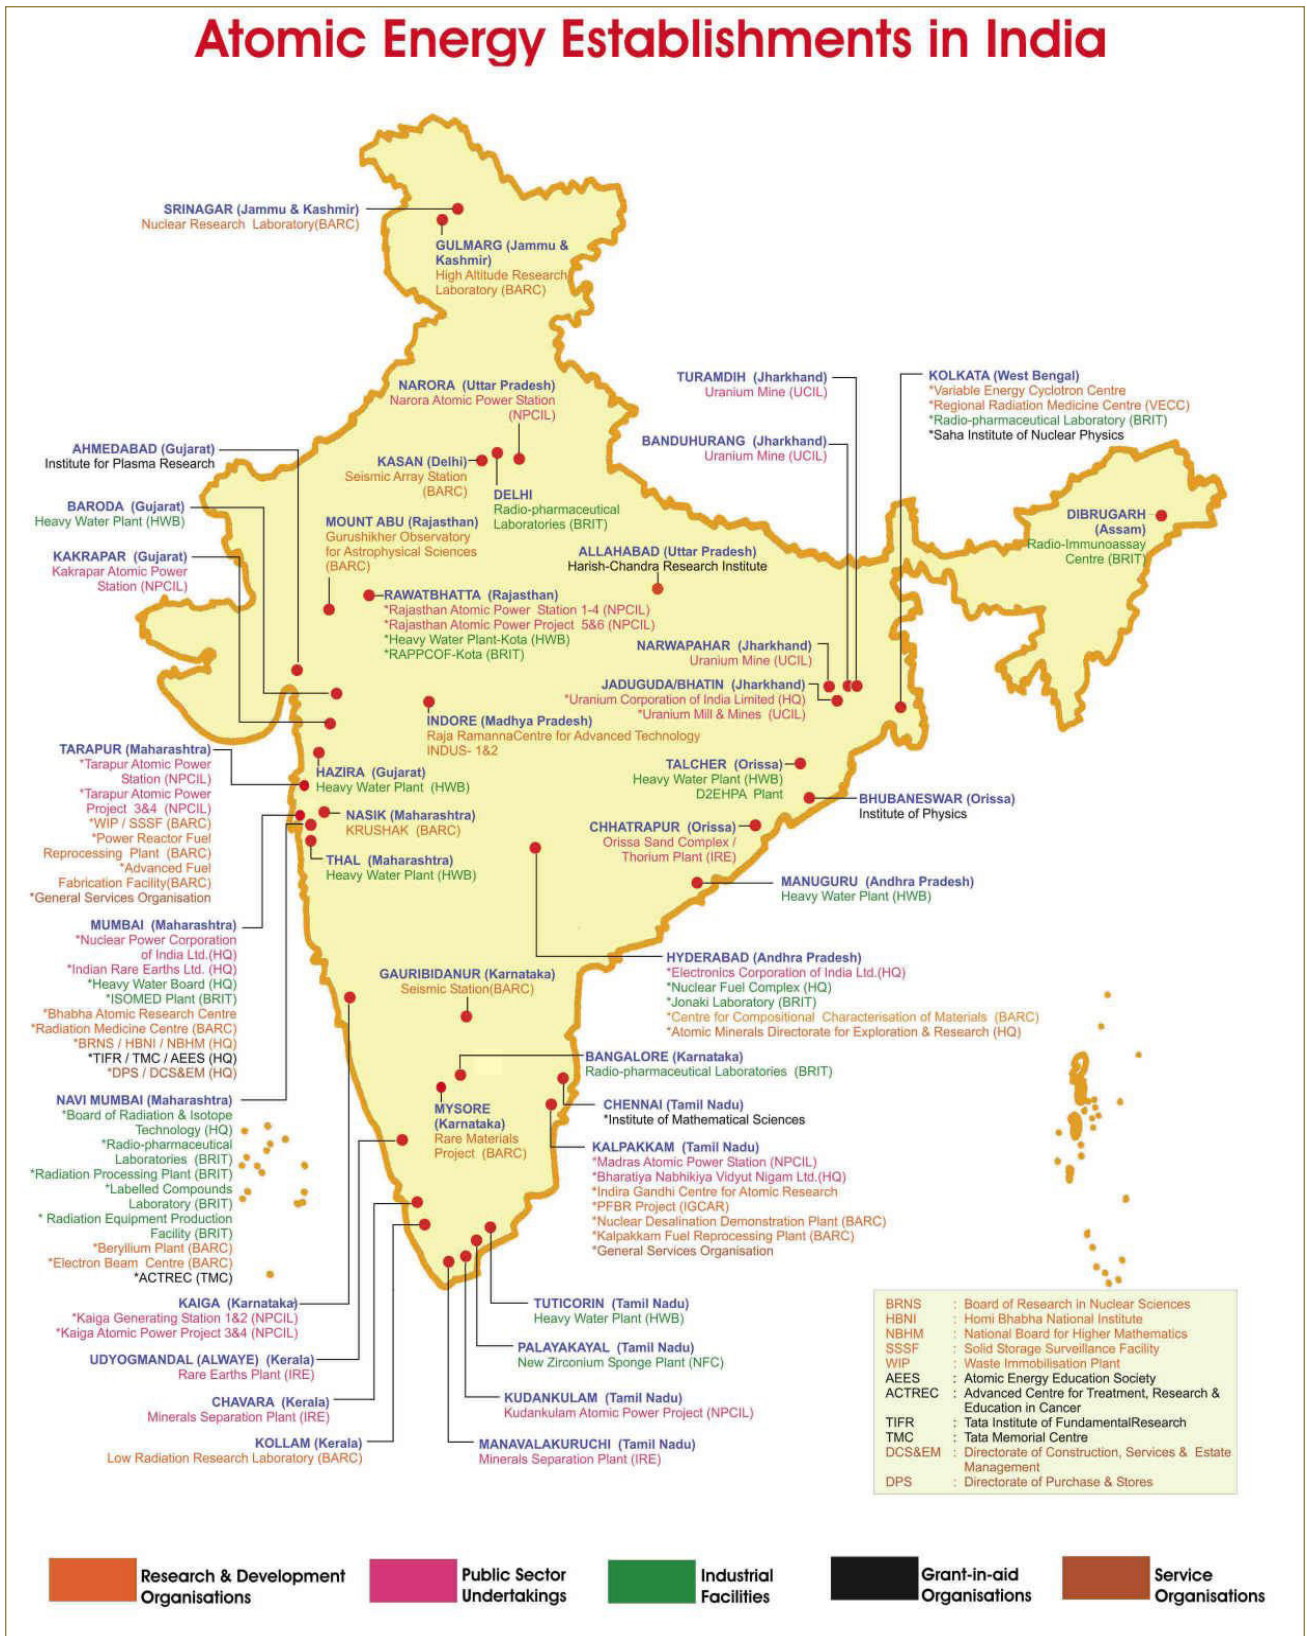 Atomic Energy Establishments in India
SRINAGAR (Jammu & Kashmir)
Nuclear Research Laboratory(BARC)
GULMARG (Jammu &
Kashmir)
High Altitude Research
Laboratory (BARC)
NARORA (Uttar Pradesh)
Narora Atomic Power Station
(NPCIL)
TURAMDIH (Jharkhand)
Uranium Mine (UCIL)
KOLKATA (West Bengal)
*Variable Energy Cyclotron Centre
*Regional Radiation Medicine Centre (VECC)
*Radio-pharmaceutical Laboratory (BRIT)
*Saha Institute of Nuclear Physics
BANDUHURANG (Jharkhand)
Uranium Mine (UCIL)
AHMEDABAD (Gujarat)
Institute for Plasma Research
KASAN (Delhi)
Seismic Array Station
(BARC)
DELHI
Radio-pharmaceutical
Laboratories (BRIT)
BARODA (Gujarat)
Heavy Water Plant (HWB)
MOUNT ABU (Rajasthan)
Gurushikher Observatory
for Astrophysical Sciences
(BARC)
DIBRUGARH
(Assam)
Radio-Immunoassay
Centre (BRIT)
KAKRAPAR (Gujarat)
Kakrapar Atomic Power
Station (NPCIL)
ALLAHABAD (Uttar Pradesh)
Harish-Chandra Research Institute
RAWATBHATTA (Rajasthan)
*Rajasthan Atomic Power Station 1-4 (NPCIL)
*Rajasthan Atomic Power Project 5&6 (NPCIL)
*Heavy Water Plant-Kota (HWB)
*RAPPCOF-Kota (BRIT)
NARWAPAHAR (Jharkhand)
Uranium Mine (UCIL)
JADUGUDA/BHATIN (Jharkhand)
*Uranium Corporation of India Limited (HQ)
*Uranium Mill & Mines (UCIL)
INDORE (Madhya Pradesh)
Raja RamannaCentre for Advanced Technology
INDUS- 1&2
TARAPUR (Maharashtra)
*Tarapur Atomic Power
Station (NPCIL)
*Tarapur Atomic Power
Project 3&4 (NPCIL)
*WIP / SSSF (BARC)
*Power Reactor Fuel
Reprocessing Plant (BARC)
*Advanced Fuel
Fabrication Facility(BARC)
*General Services Organisation
HAZIRA (Gujarat)
Heavy Water Plant (HWB)
TALCHER (Orissa)
Heavy Water Plant (HWB)
D2EHPA Plant
BHUBANESWAR (Orissa)
Institute of Physics
NASIK (Maharashtra)
KRUSHAK (BARC)
CHHATRAPUR (Orissa)
Orissa Sand Complex /
Thorium Plant (IRE)
THAL (Maharashtra)
Heavy Water Plant (HWB)
MANUGURU (Andhra Pradesh)
Heavy Water Plant (HWB)
MUMBAI (Maharashtra)
*Nuclear Power Corporation
of India Ltd.(HQ)
*Indian Rare Earths Ltd. (HQ)
*Heavy Water Board (HQ)
*ISOMED Plant (BRIT)
*Bhabha Atomic Research Centre
*Radiation Medicine Centre (BARC)
*BRNS / HBNI / NBHM (HQ)
*TIFR / TMC / AEES (HQ)
*DPS / DCS&EM (HQ)
HYDERABAD (Andhra Pradesh)
*Electronics Corporation of India Ltd.(HQ)
*Nuclear Fuel Complex (HQ)
*Jonaki Laboratory (BRIT)
*Centre for Compositional Characterisation of Materials (BARC)
*Atomic Minerals Directorate for Exploration & Research (HQ)
GAURIBIDANUR (Karnataka)
Seismic Station(BARC)
BANGALORE (Karnataka)
Radio-pharmaceutical Laboratories (BRIT)
NAVI MUMBAI (Maharashtra)
*Board of Radiation & Isotope
Technology (HQ)
*Radio-pharmaceutical
Laboratories (BRIT)
*Radiation Processing Plant (BRIT)
*Labelled Compounds
Laboratory (BRIT)
* Radiation Equipment Production
Facility (BRIT)
*Beryllium Plant (BARC)
*Electron Beam Centre (BARC)
*ACTREC (TMC)
MYSORE
(Karnataka)
Rare Materials
Project (BARC)
CHENNAI (Tamil Nadu)
*Institute of Mathematical Sciences
KALPAKKAM (Tamil Nadu)
*Madras Atomic Power Station (NPCIL)
*Bharatiya Nabhikiya Vidyut Nigam Ltd.(HQ)
*Indira Gandhi Centre for Atomic Research
*PFBR Project (IGCAR)
*Nuclear Desalination Demonstration Plant (BARC)
*Kalpakkam Fuel Reprocessing Plant (BARC)
*General Services Organisation
KAIGA (Karnataka)
*Kaiga Generating Station 1&2 (NPCIL)
*Kaiga Atomic Power Project 3&4 (NPCIL)
UDYOGMANDAL (ALWAYE) (Kerala)
Rare Earths Plant (IRE)
CHAVARA (Kerala)
Minerals Separation Plant (IRE)
KOLLAM (Kerala)
Low Radiation Research Laboratory (BARC)
TUTICORIN (Tamil Nadu)
Heavy Water Plant (HWB)
PALAYAKAYAL (Tamil Nadu)
New Zirconium Sponge Plant (NFC)
KUDANKULAM (Tamil Nadu)
Kudankulam Atomic Power Project (NPCIL)
MANAVALAKURUCHI (Tamil Nadu)
Minerals Separation Plant (IRE)
BRNS : Board of Research in Nuclear Sciences
HBNI : Homi Bhabha National Institute
NBHM : National Board for Higher Mathematics
SSSF : Solid Storage Surveillance Facility
WIP : Waste Immobilisation Plant
AEES : Atomic Energy Education Society
ACTREC : Advanced Centre for Treatment, Research &
Education in Cancer
TIFR : Tata Institute of FundamentalResearch
TMC : Tata Memorial Centre
DCS&EM : Directorate of Construction, Services & Estate
Management
DPS : Directorate of Purchase & Stores
Research & Development
Organisations
Public Sector
Undertakings
Industrial
Facilities
Grant-in-aid
Organisations
Service
Organisations